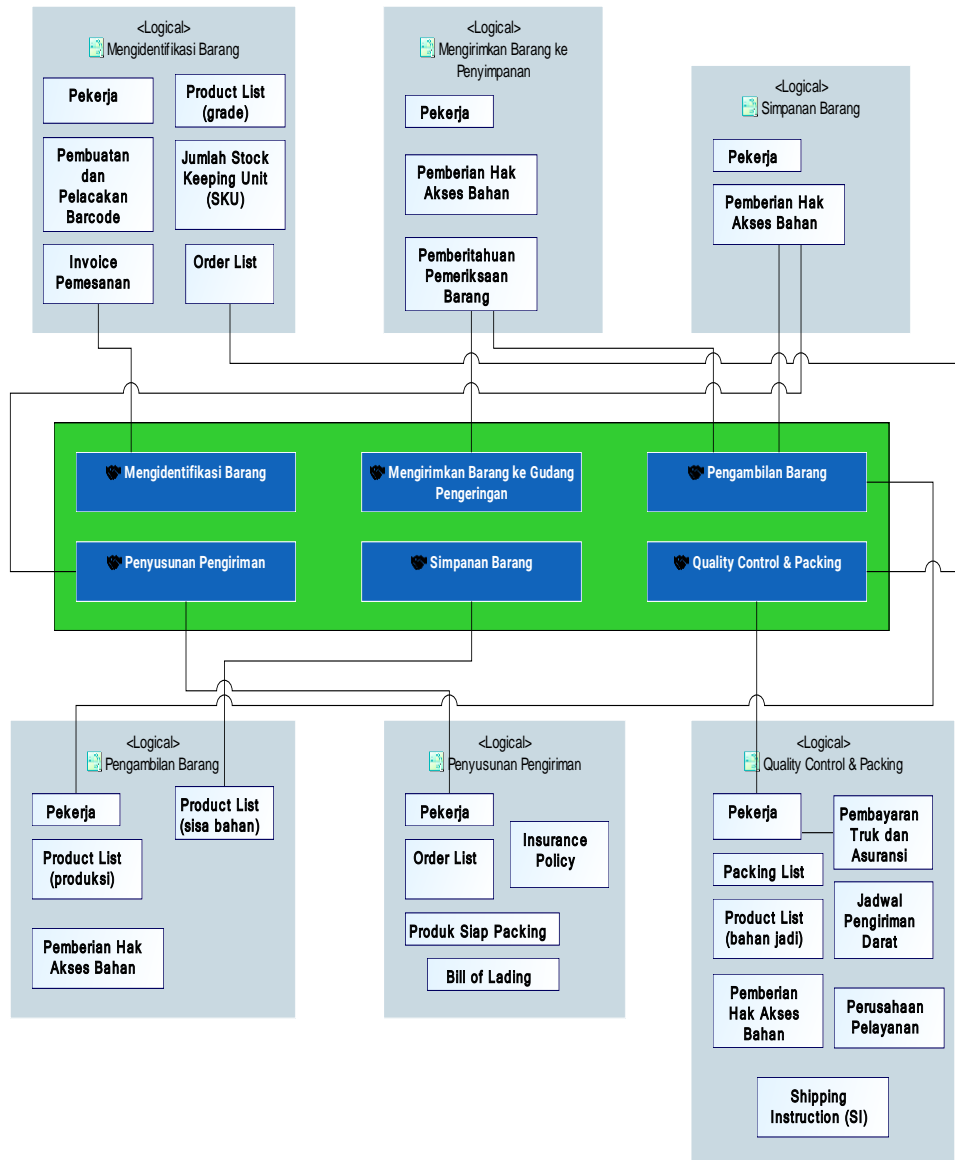 <Logical>
Mengidentifikasi Barang
Pekerja
Product List
(grade)
Pembuatan
dan
Pelacakan
Barcode
Jumlah Stock
Keeping Unit
(SKU)
Invoice
Pemesanan
Order List
<Logical>
Mengirimkan Barang ke
Penyimpanan
Pekerja
Pemberian Hak
Akses Bahan
Pemberitahuan
Pemeriksaan
Barang
<Logical>
Simpanan Barang
Pekerja
Pemberian Hak
Akses Bahan
Mengidentifikasi Barang
Mengirimkan Barang ke Gudang
Pengeringan
Pengambilan Barang
Penyusunan Pengiriman
Simpanan Barang
Quality Control & Packing
<Logical>
Pengambilan Barang
Pekerja
Product List
(sisa bahan)
Product List
(produksi)
Pemberian Hak
Akses Bahan
<Logical>
Penyusunan Pengiriman
Pekerja
Order List
Insurance
Policy
Produk Siap Packing
Bill of Lading
<Logical>
Quality Control & Packing
Pekerja
Pembayaran
Truk dan
Asuransi
Packing List
Product List
(bahan jadi)
Jadwal
Pengiriman
Darat
Pemberian
Hak Akses
Bahan
Perusahaan
Pelayanan
Shipping
Instruction (SI)